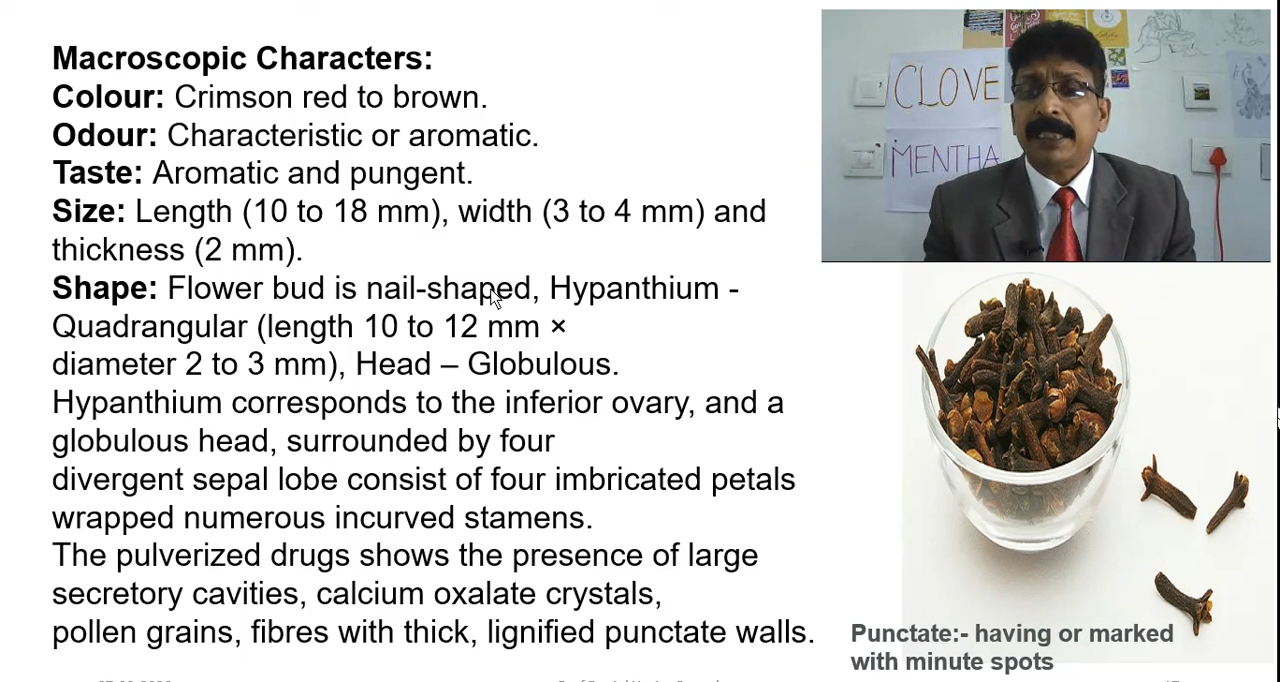 Macroscopic Characters:
Colour: Crimson red to brown.
Odour: Characteristic or aromatic.
Taste: Aromatic and pungent.
Size: Length (10 to 18 mm), width (3 to 4 mm) and
thickness (2 mm).
Shape: Flower bud is nail-shaped, Hypanthium -
Quadrangular (length 10 to 12 mm ×
diameter 2 to 3 mm), Head – Globulous.
Hypanthium corresponds to the inferior ovary, and a
globulous head, surrounded by four
divergent sepal lobe consist of four imbricated petals
wrapped numerous incurved stamens.
The pulverized drugs shows the presence of large
secretory cavities, calcium oxalate crystals,
pollen grains, fibres with thick, lignified punctate walls.
CLOVE
MENTHA
Punctate:- having or marked
with minute spots